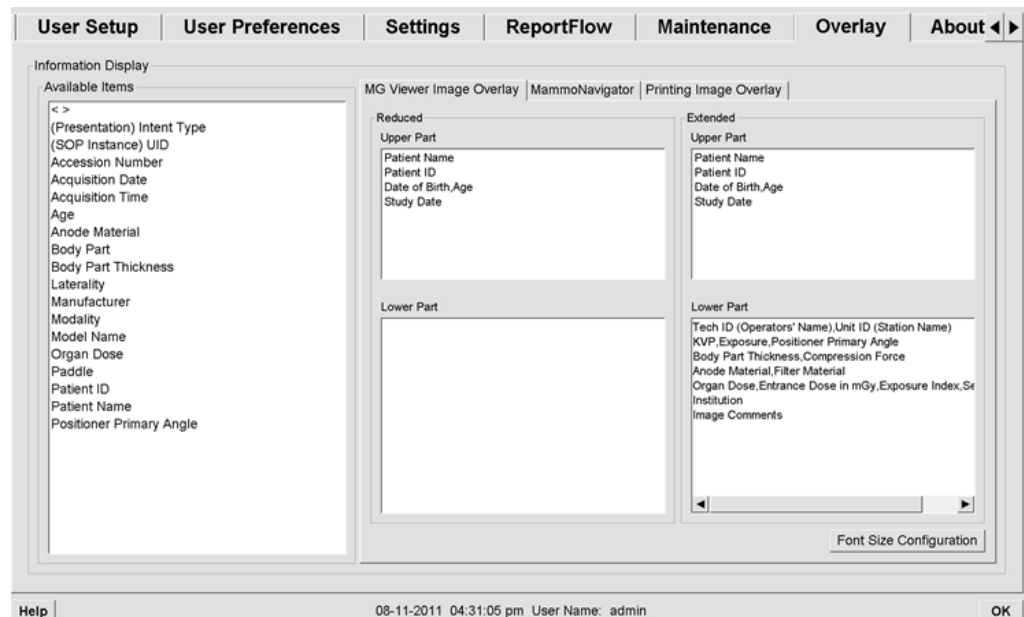 User Setup User Preferences Settings ReportFlow Maintenance Overlay About
Information Display
Available Items
< >
(Presentation) Intent Type
(SOP Instance) UID
Accession Number
Acquisition Date
Acquisition Time
Age
Anode Material
Body Part
Body Part Thickness
Laterality
Manufacturer
Modality
Model Name
Organ Dose
Paddle
Patient ID
Patient Name
Positioner Primary Angle
MG Viewer Image Overlay MammoNavigator Printing Image Overlay
Reduced
Upper Part
Patient Name
Patient ID
Date of Birth,Age
Study Date
Lower Part
Extended
Upper Part
Patient Name
Patient ID
Date of Birth,Age
Study Date
Lower Part
Tech ID (Operators' Name),Unit ID (Station Name)
KVP,Exposure,Positioner Primary Angle
Body Part Thickness,Compression Force
Anode Material,Filter Material
Organ Dose,Entrance Dose in mGy,Exposure Index,Se
Institution
Image Comments
Font Size Configuration
Help 08-11-2011 04:31:05 pm User Name: admin OK